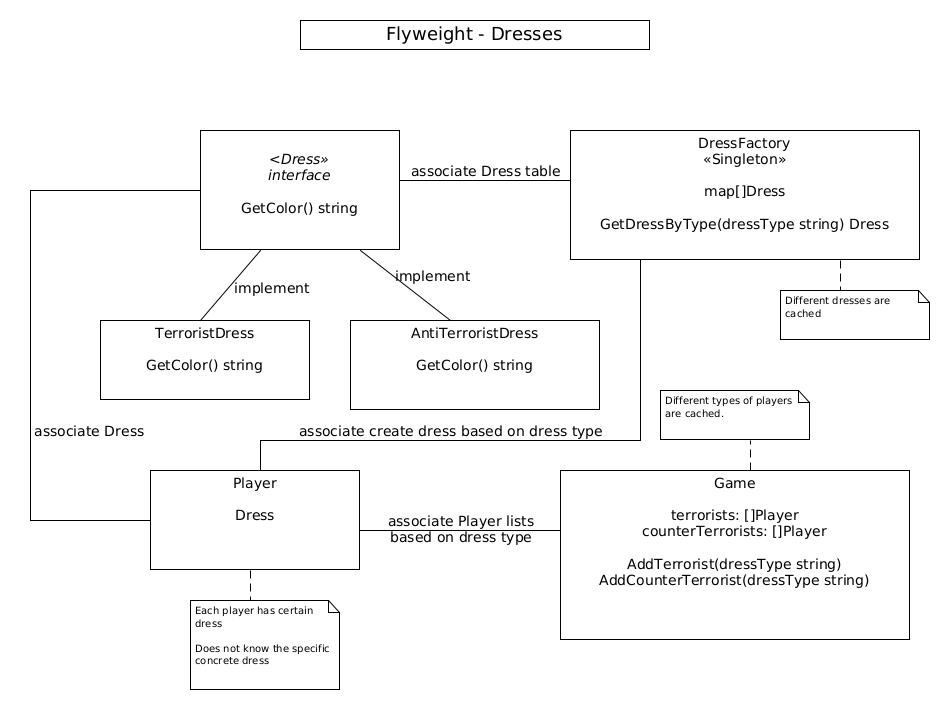 Flyweight - Dresses
<Dress»
interface
GetColor() string
associate Dress table
DressFactory
«Singleton»
map[]Dress
GetDressByType(dressType string) Dress
implement
implement
Different dresses are
cached
TerroristDress
GetColor() string
AntiTerroristDress
GetColor() string
Different types of players
are cached.
associate Dress
associate create dress based on dress type
Player
Dress
associate Player lists
based on dress type
Game
terrorists: []Player
counterTerrorists: []Player
AddTerrorist(dressType string)
AddCounterTerrorist(dressType string)
Each player has certain
dress
Does not know the specific
concrete dress